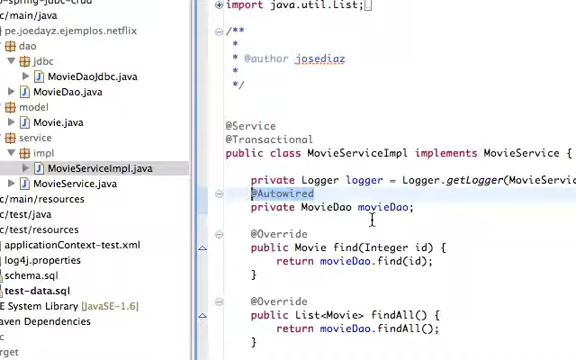 -spring-jdbc-crud
c/main/java
pe.joedayz.ejemplos.netflix
dao
jdbc
MovieDaoJdbc.java
MovieDao.java
model
Movie.java
service
impl
MovieServiceImpl.java
MovieService.java
c/main/resources
c/test/java
c/test/resources
applicationContext-test.xml
log4j.properties
schema.sql
test-data.sql
E System Library [JavaSE-1.6]
aven Dependencies
rget
import java.util.List;
/**
*
* @author josediaz
*
*/
@Service
@Transactional
public class MovieServiceImpl implements MovieService {
private Logger logger = Logger.getLogger(MovieServic
@Autowired
private MovieDao movieDao;
@Override
public Movie find(Integer id) {
return movieDao.find(id);
}
@Override
public List<Movie> findAll() {
return movieDao.findAll();
}